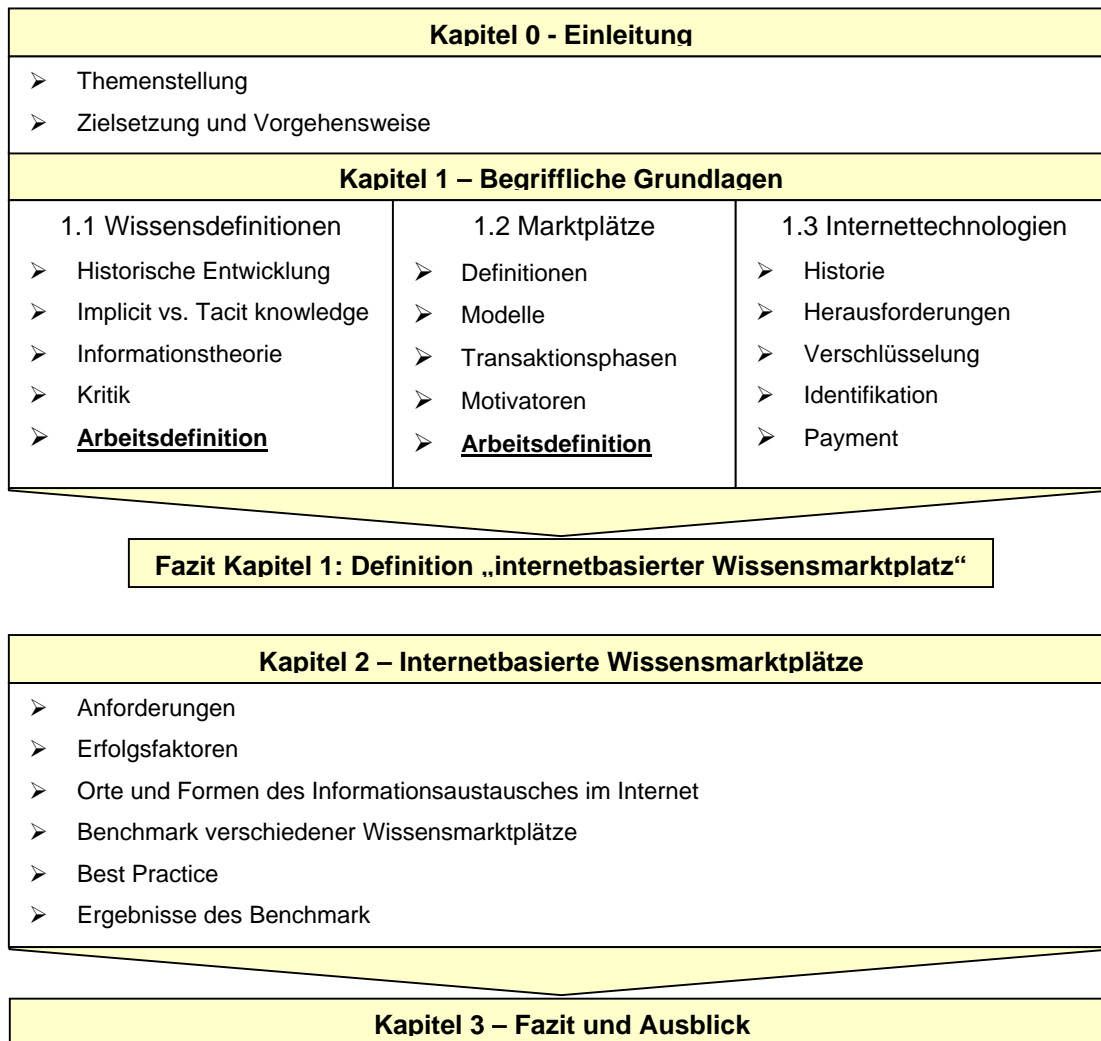 Kapitel 0 - Einleitung
➢ Themenstellung
➢ Zielsetzung und Vorgehensweise
Kapitel 1 – Begriffliche Grundlagen
1.1 Wissensdefinitionen
➢ Historische Entwicklung
➢ Implicit vs. Tacit knowledge
➢ Informationstheorie
➢ Kritik
➢ Arbeitsdefinition
1.2 Marktplätze
➢ Definitionen
➢ Modelle
➢ Transaktionsphasen
➢ Motivatoren
➢ Arbeitsdefinition
1.3 Internettechnologien
➢ Historie
➢ Herausforderungen
➢ Verschlüsselung
➢ Identifikation
➢ Payment
Fazit Kapitel 1: Definition „internetbasierter Wissensmarktplatz“
Kapitel 2 – Internetbasierte Wissensmarktplätze
➢ Anforderungen
➢ Erfolgsfaktoren
➢ Orte und Formen des Informationsaustausches im Internet
➢ Benchmark verschiedener Wissensmarktplätze
➢ Best Practice
➢ Ergebnisse des Benchmark
Kapitel 3 – Fazit und Ausblick